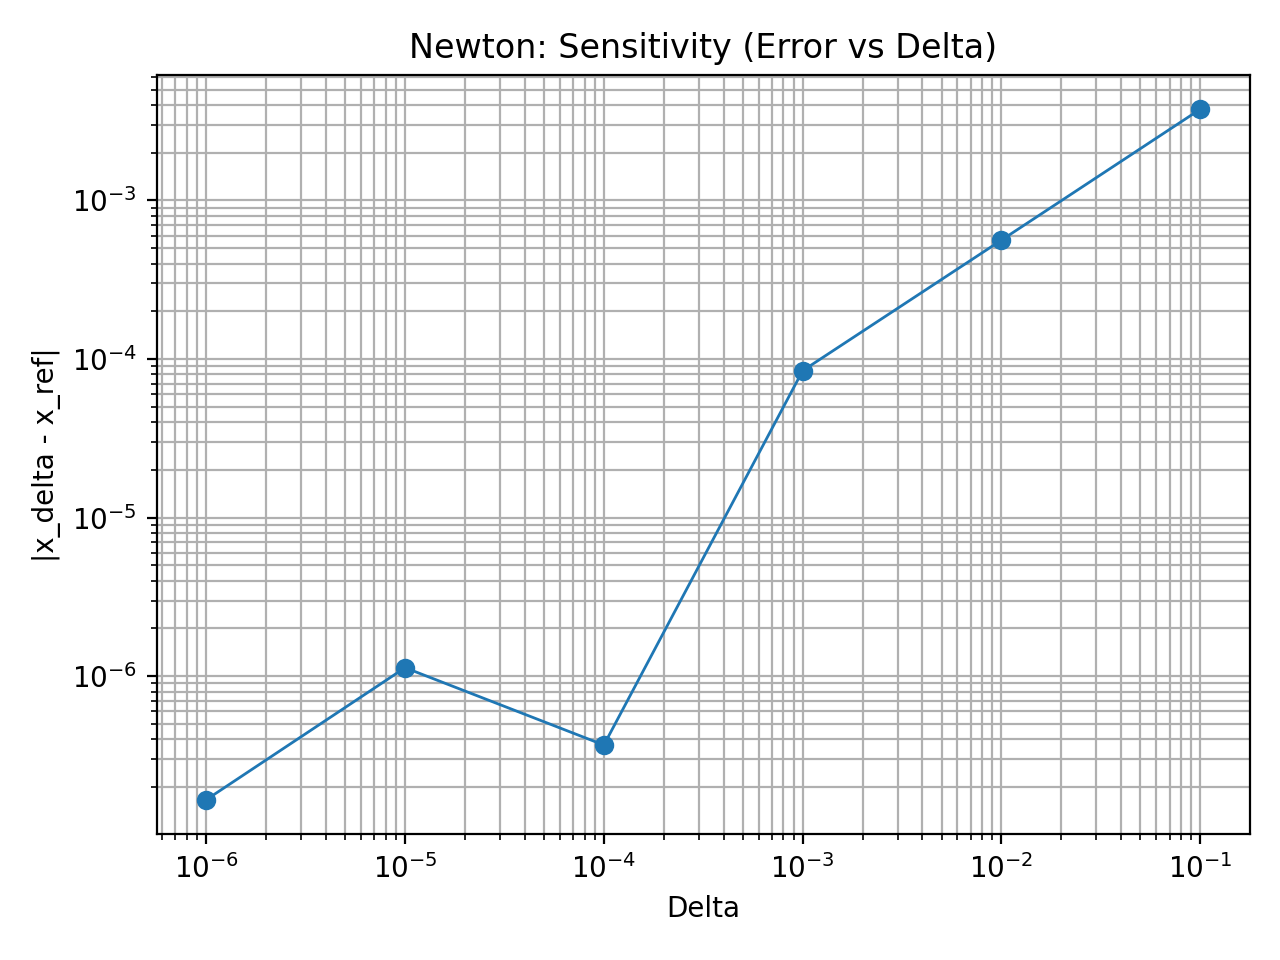 Newton: Sensitivity (Error vs Delta)
|x_delta - x_ref|
10⁻³
10⁻⁴
10⁻⁵
10⁻⁶
10⁻⁶ 10⁻⁵ 10⁻⁴ 10⁻³ 10⁻² 10⁻¹
Delta